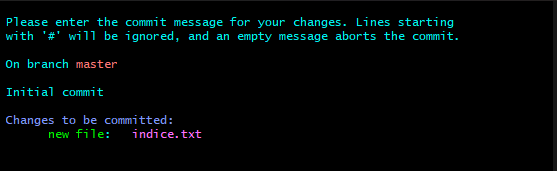 Please enter the commit message for your changes. Lines starting
with '#' will be ignored, and an empty message aborts the commit.
On branch master
Initial commit
Changes to be committed:
new file: indice.txt